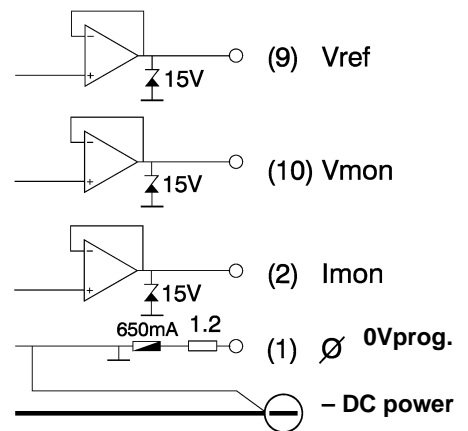 (9) Vref
15V
(10) Vmon
15V
(2) Imon
15V
650mA 1.2
(1) Ø 0Vprog.
– DC power